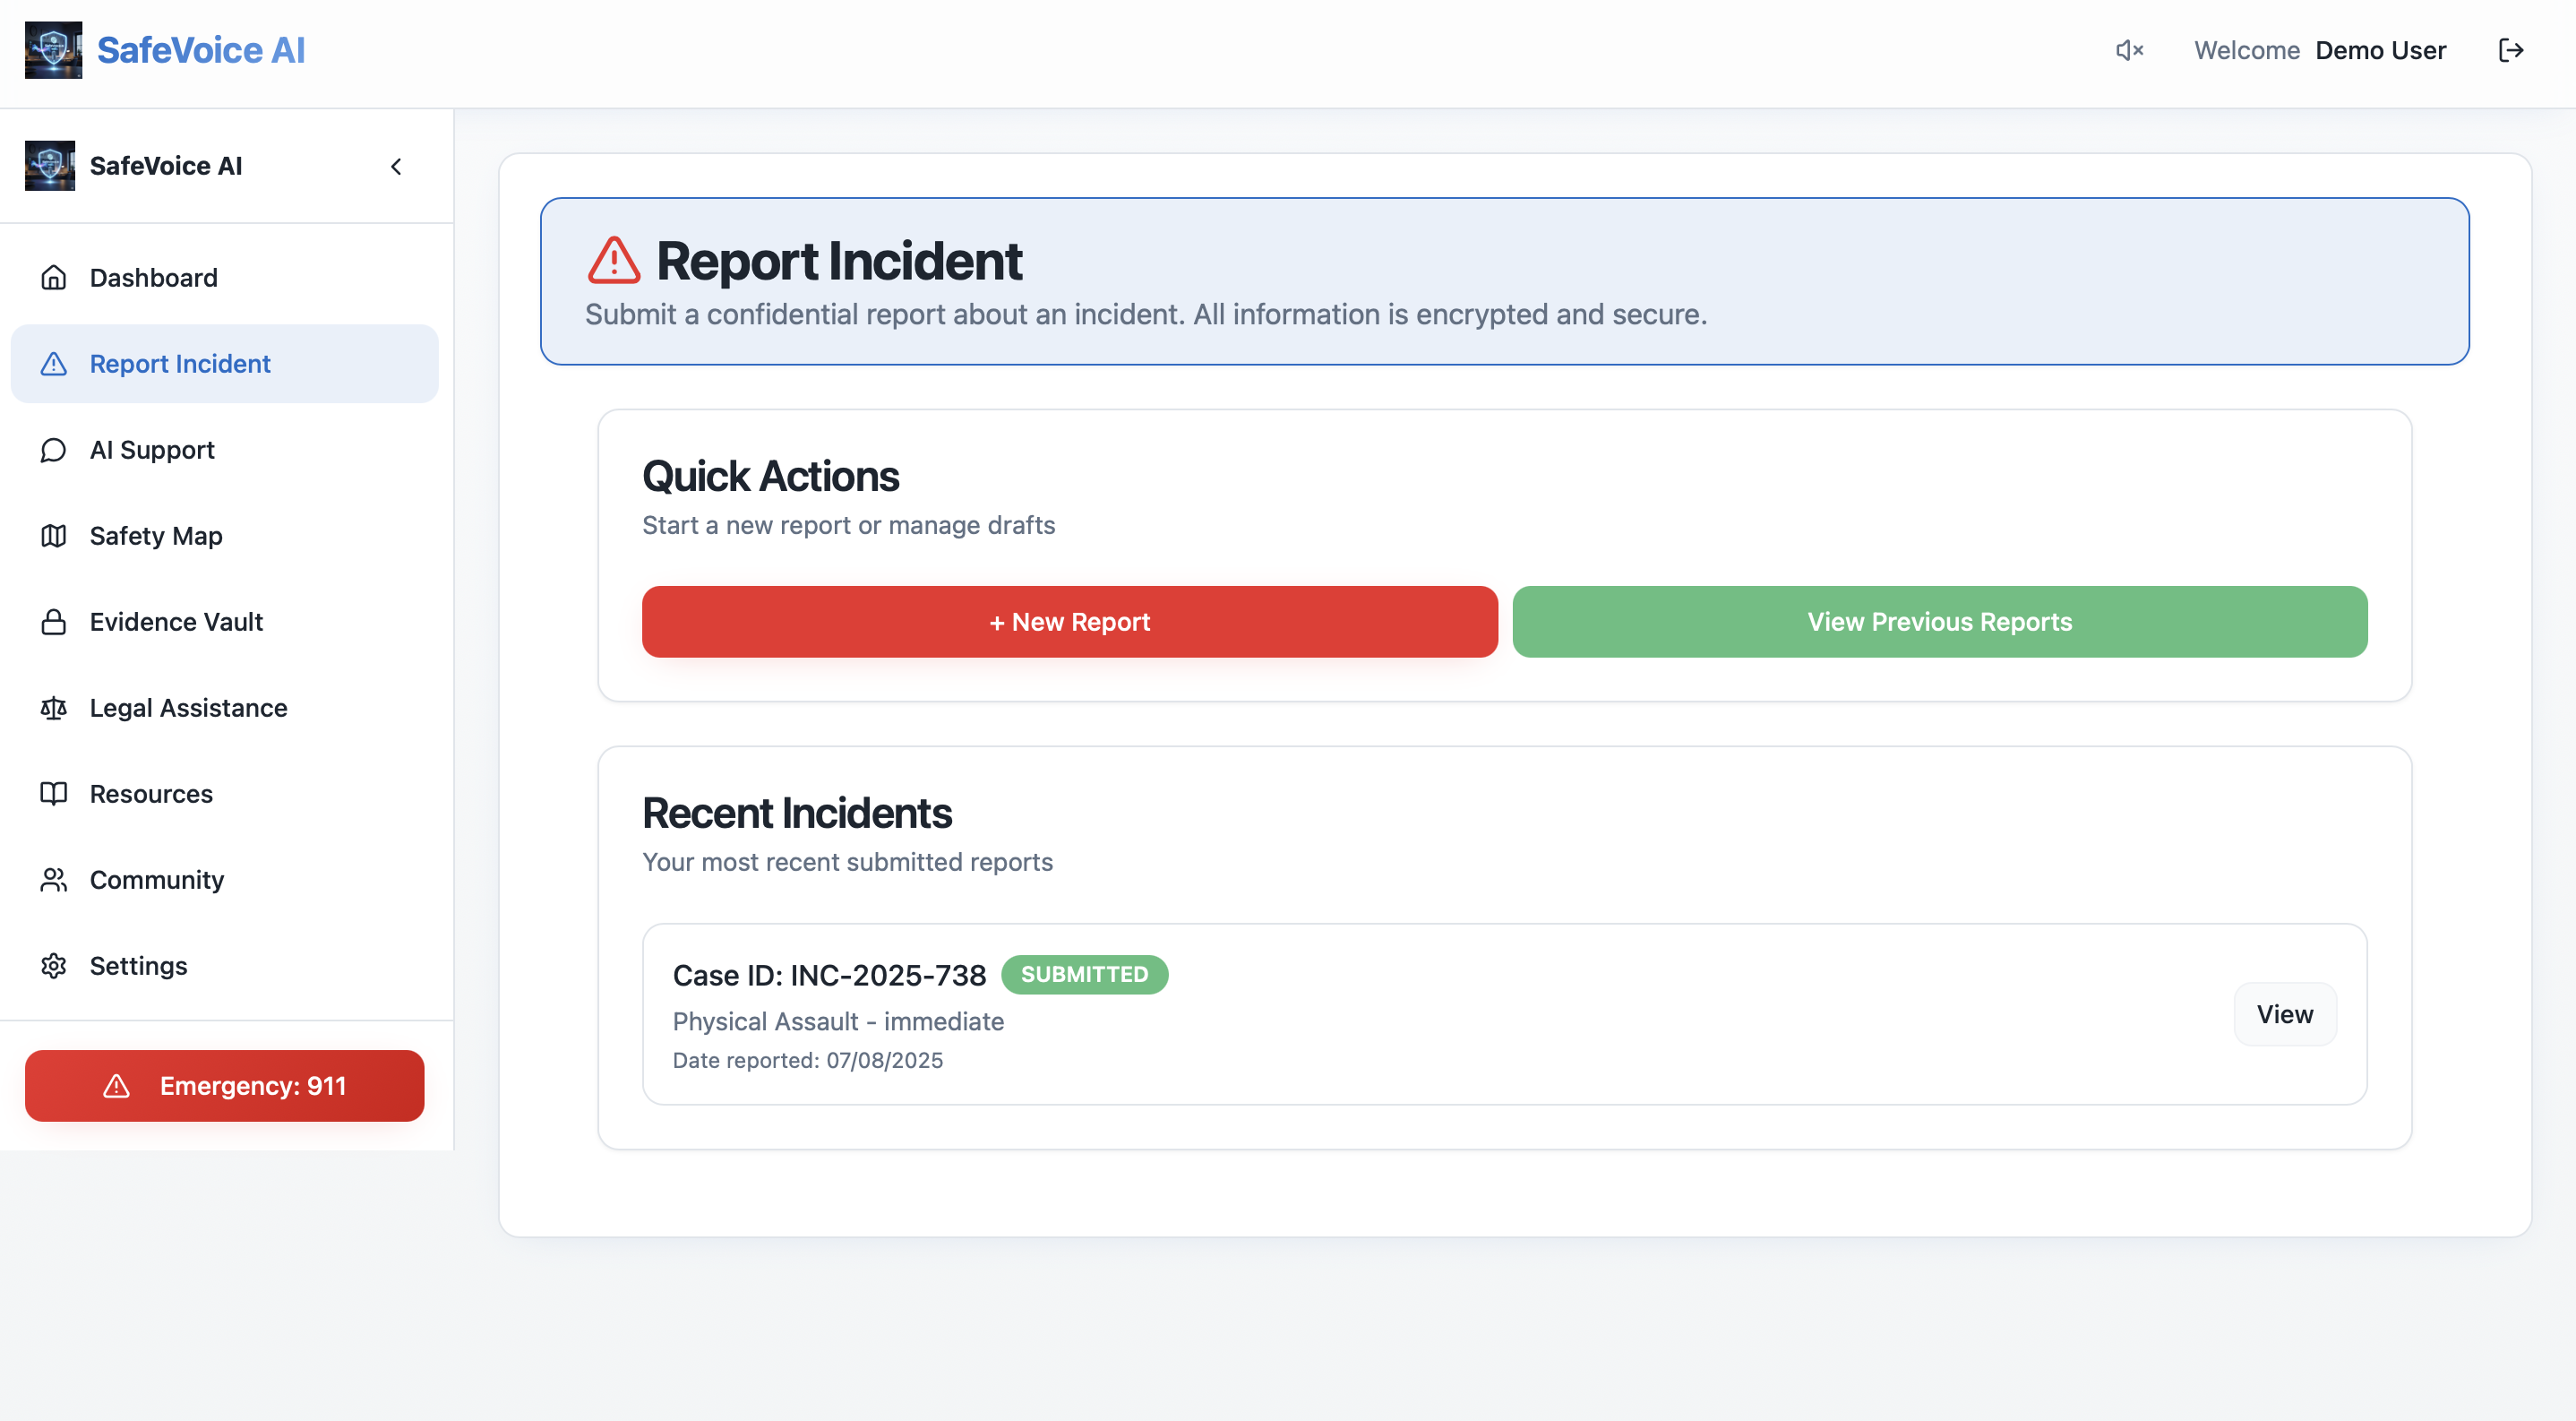 SafeVoice AI
Welcome Demo User
SafeVoice AI
Dashboard
Report Incident
AI Support
Safety Map
Evidence Vault
Legal Assistance
Resources
Community
Settings
Emergency: 911
Report Incident
Submit a confidential report about an incident. All information is encrypted and secure.
Quick Actions
Start a new report or manage drafts
+ New Report
View Previous Reports
Recent Incidents
Your most recent submitted reports
Case ID: INC-2025-738 SUBMITTED
Physical Assault - immediate
Date reported: 07/08/2025
View